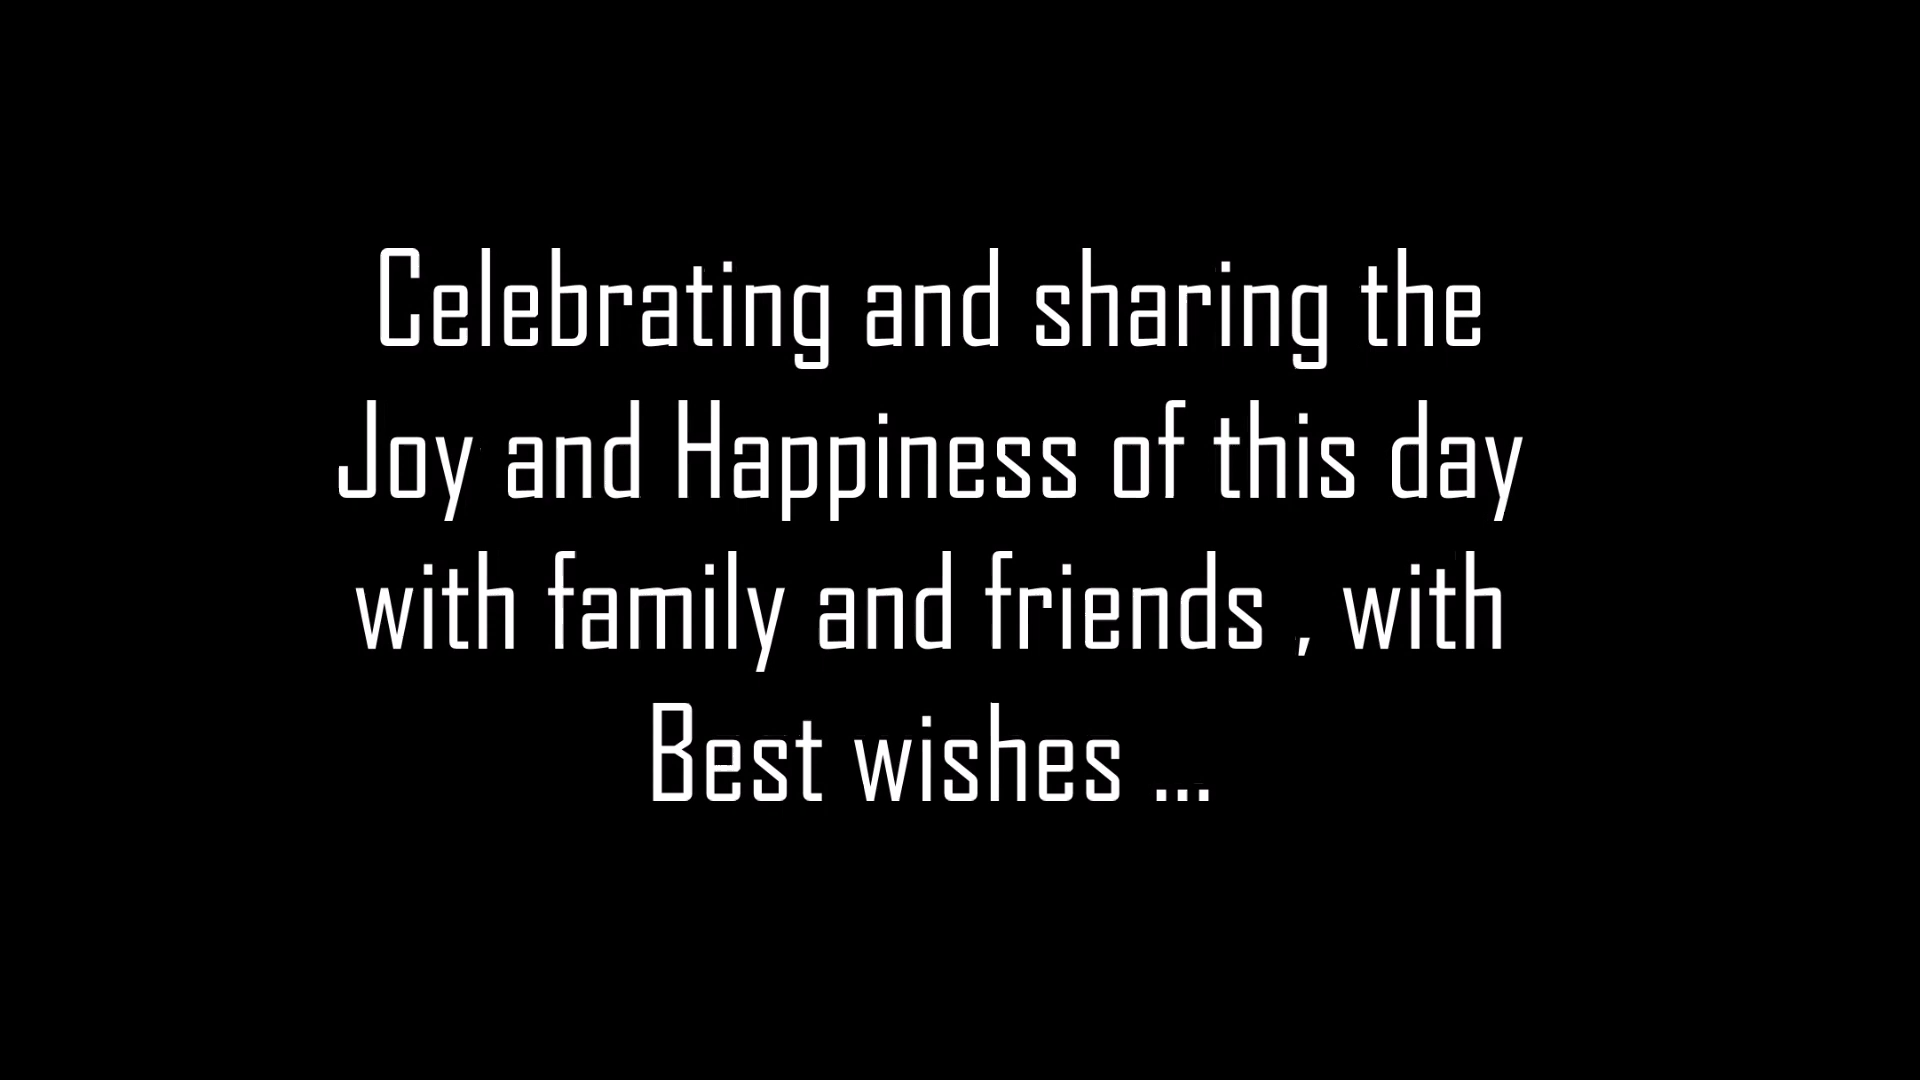 Celebrating and sharing the
Joy and Happiness of this day
with family and friends , with
Best wishes ...